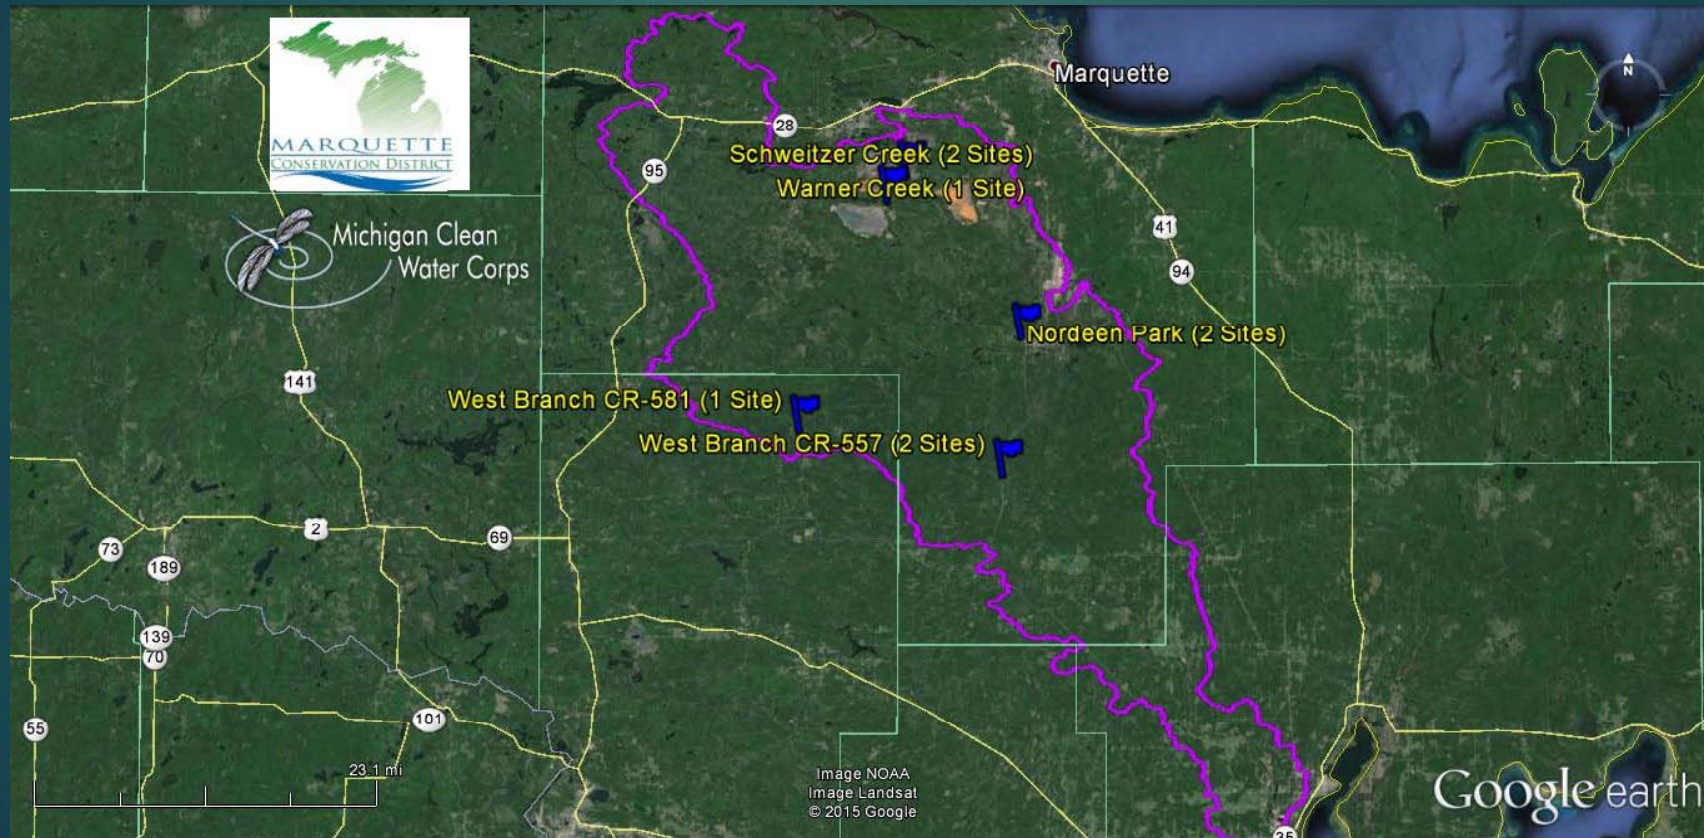 MARQUETTE
CONSERVATION DISTRICT
Michigan Clean
Water Corps
Marquette
N
28
Schweitzer Creek (2 Sites)
95
Warner Creek (1 Site)
41
94
Nordeen Park (2 Sites)
141
West Branch CR-581 (1 Site)
West Branch CR-557 (2 Sites)
2
69
73
189
139
70
101
55
23.1 mi
Image NOAA
Image Landsat
© 2015 Google
Google earth
35